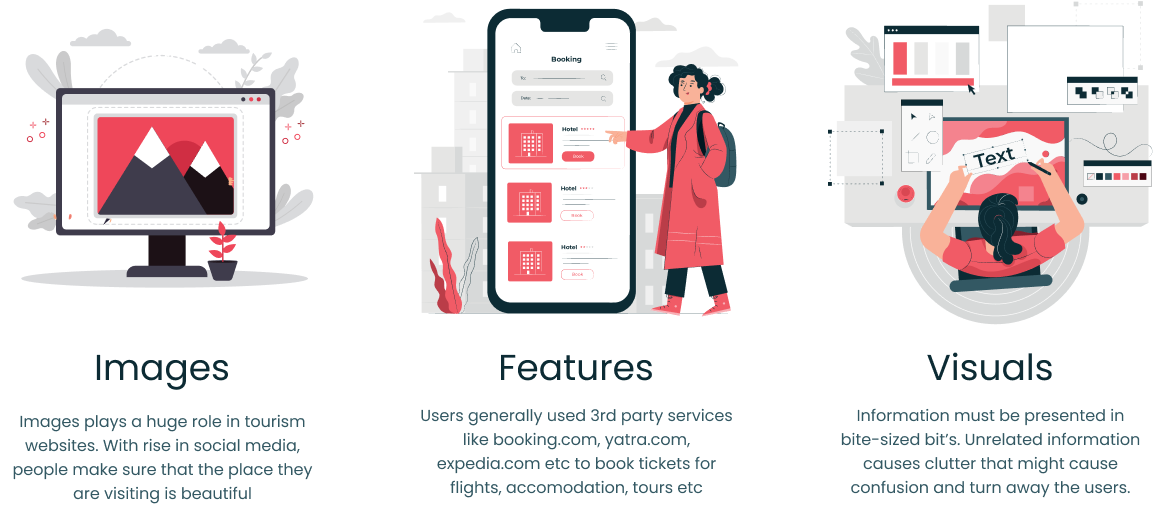 Booking
To:
Date:
Hotel
Book
Hotel
Book
Hotel
Book
Text
Images
Images plays a huge role in tourism
websites. With rise in social media,
people make sure that the place they
are visiting is beautiful
Features
Users generally used 3rd party services
like booking.com, yatra.com,
expedia.com etc to book tickets for
flights, accomodation, tours etc
Visuals
Information must be presented in
bite-sized bit's. Unrelated information
causes clutter that might cause
confusion and turn away the users.